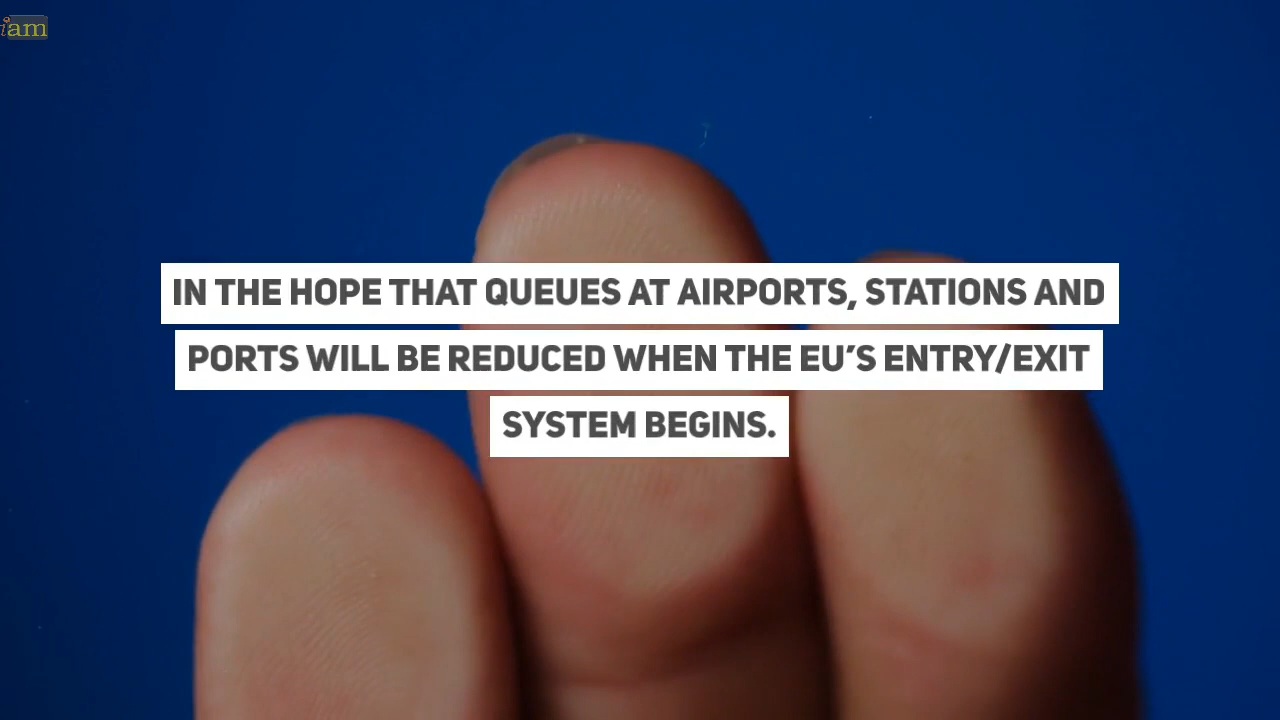 iam
IN THE HOPE THAT QUEUES AT AIRPORTS, STATIONS AND
PORTS WILL BE REDUCED WHEN THE EU’S ENTRY/EXIT
SYSTEM BEGINS.